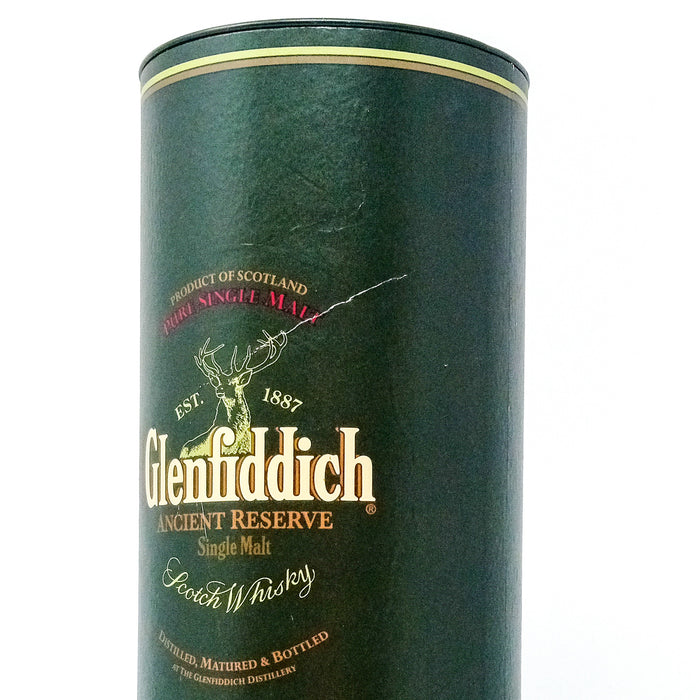 PRODUCT OF SCOTLAND
PURE SINGLE MALT
EST. 1887
Glenfiddich®
ANCIENT RESERVE
Single Malt
Scotch Whisky
DISTILLED, MATURED & BOTTLED
AT THE GLENFIDDICH DISTILLERY